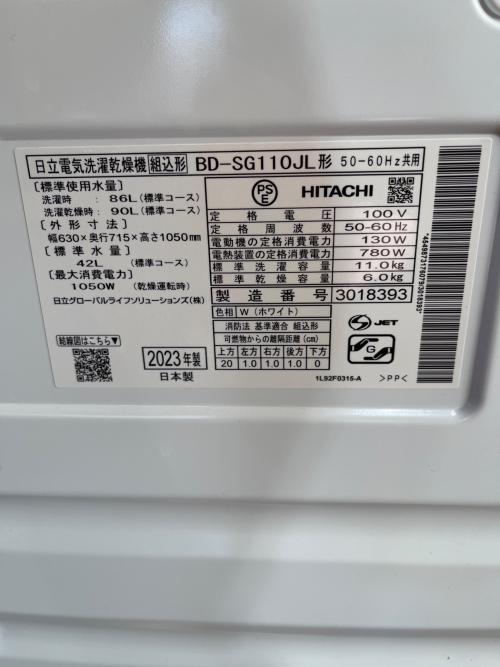 日立電気洗濯乾燥機 組込形 BD-SG110JL形 50-60Hz共用
[標準使用水量]
洗濯時 : 86L(標準コース)
洗濯乾燥時 : 90L(標準コース)
[外形寸法]
幅630×奥行715×高さ1050mm
[標準水量]
42L (標準コース)
[最大消費電力]
1050W (乾燥運転時)
日立グローバルライフソリューションズ(株)
結線図はこちら▼
2023年製
日本製
PS
E
HITACHI
定格電圧 100V
定格周波数 50-60Hz
電動機の定格消費電力 130W
電熱装置の定格消費電力 780W
標準洗濯容量 11.0kg
標準乾燥容量 6.0kg
製造番号 3018393
色相 W (ホワイト)
消防法 基準適合 組込形
可燃物からの離隔距離(cm)
上方 左方 右方 前方 後方 下方
20 1.0 1.0 1.0 0
S JET
G
1L92F0315-A >PP<